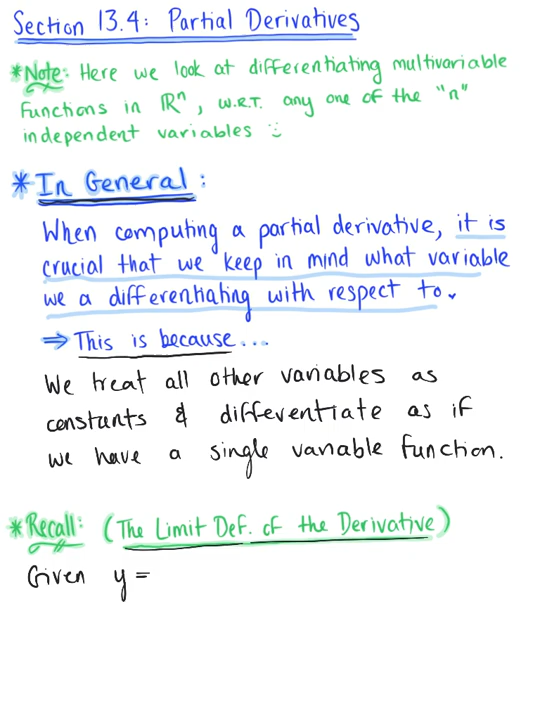 Section 13.4: Partial Derivatives
*Note: Here we look at differentiating multivariable
functions in ℝⁿ, W.R.T. any one of the "n"
independent variables :)
*In General:
When computing a partial derivative, it is
crucial that we keep in mind what variable
we a differentiating with respect to.
⇒ This is because...
We treat all other variables as
constants & differentiate as if
we have a single variable function.
*Recall: (The Limit Def. of the Derivative)
Given y =